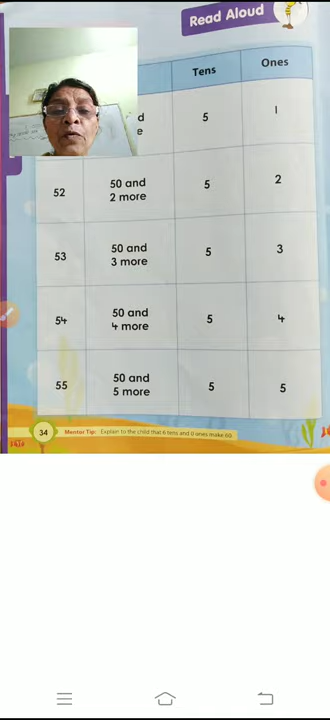 Read Aloud
Tens
Ones
d
e
5
1
52
50 and
2 more
5
2
53
50 and
3 more
5
3
54
50 and
4 more
5
4
55
50 and
5 more
5
5
34
Mentor Tip: Explain to the child that 6 tens and 0 ones make 60.